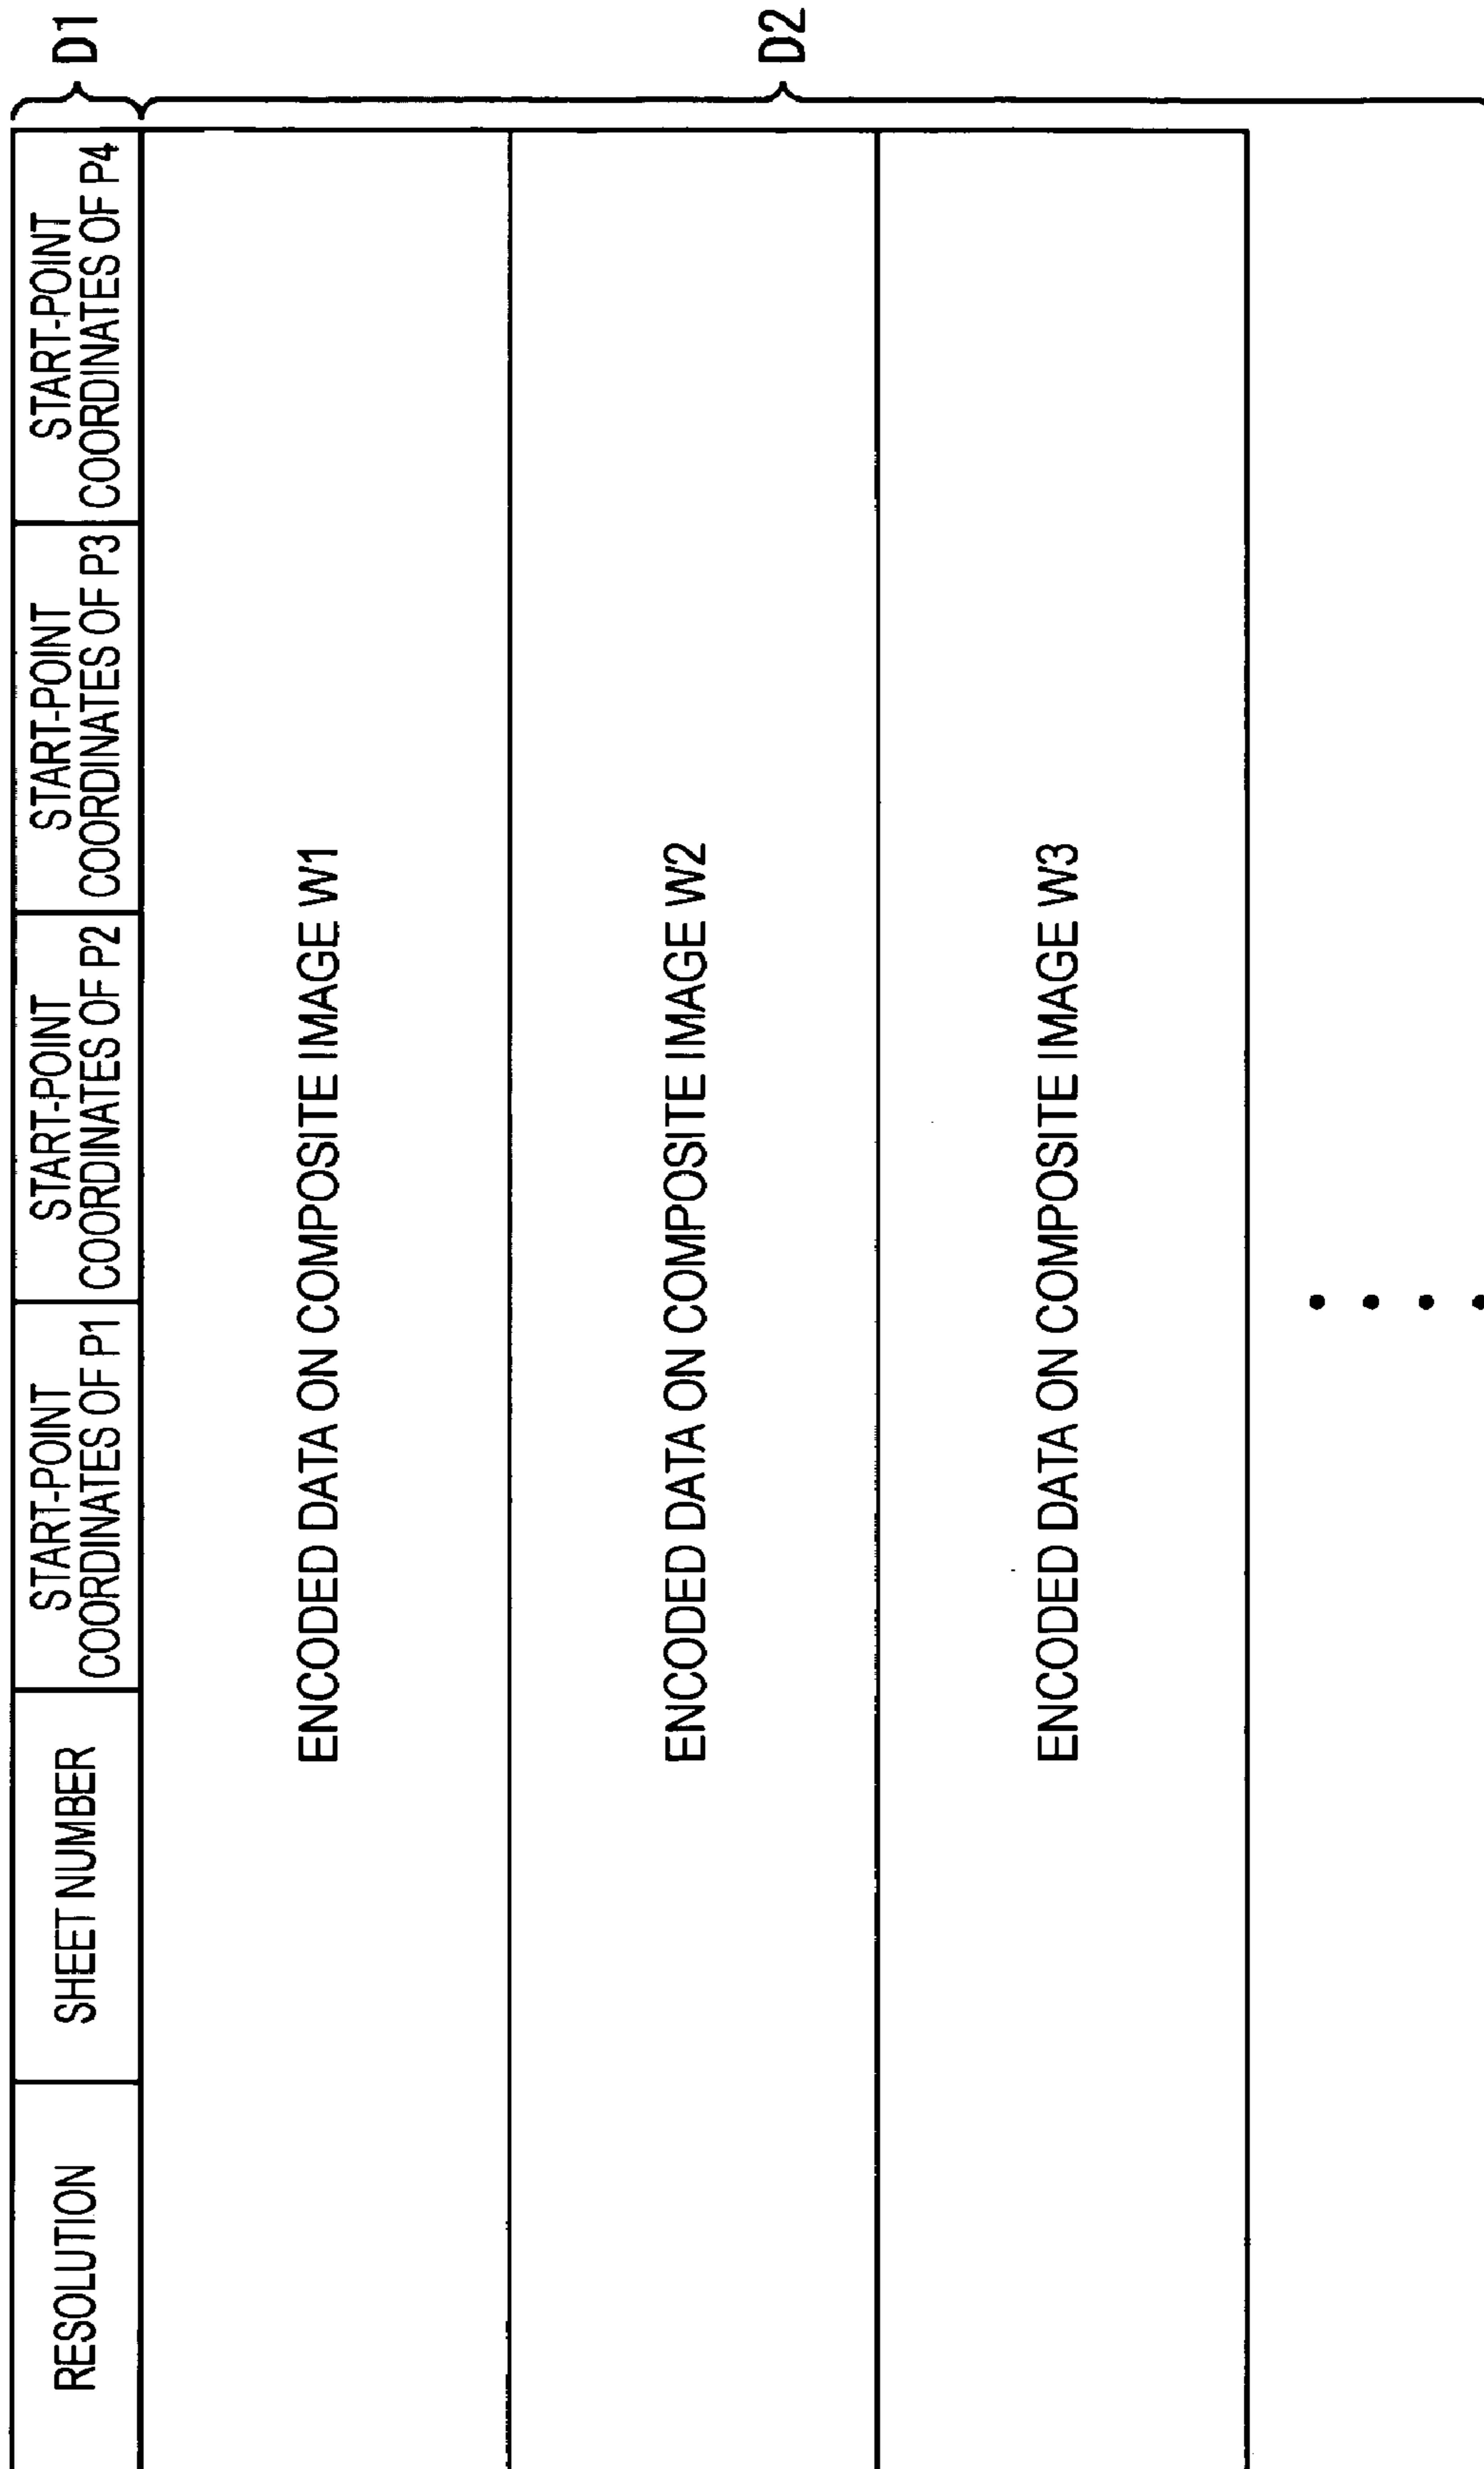 RESOLUTION
SHEET NUMBER
START-POINT
COORDINATES OF P1
START-POINT
COORDINATES OF P2
START-POINT
COORDINATES OF P3
START-POINT
COORDINATES OF P4
D1
ENCODED DATA ON COMPOSITE IMAGE W1
ENCODED DATA ON COMPOSITE IMAGE W2
ENCODED DATA ON COMPOSITE IMAGE W3
D2